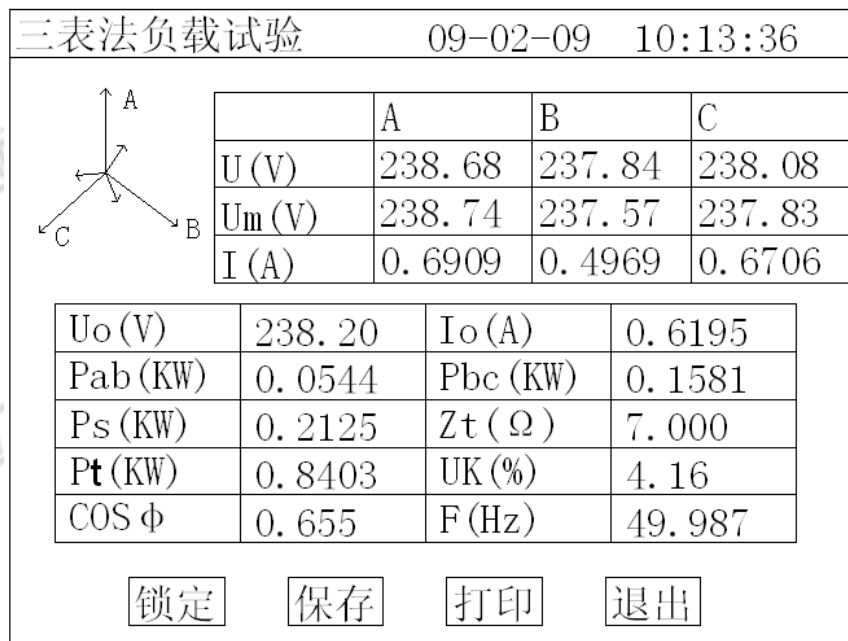 三表法负载试验 09-02-09 10:13:36
A
B
C
A B C
U(V) 238.68 237.84 238.08
Um(V) 238.74 237.57 237.83
I(A) 0.6909 0.4969 0.6706
Uo(V) 238.20 Io(A) 0.6195
Pab(KW) 0.0544 Pbc(KW) 0.1581
Ps(KW) 0.2125 Zt(Ω) 7.000
Pt(KW) 0.8403 UK(%) 4.16
COSφ 0.655 F(Hz) 49.987
锁定 保存 打印 退出